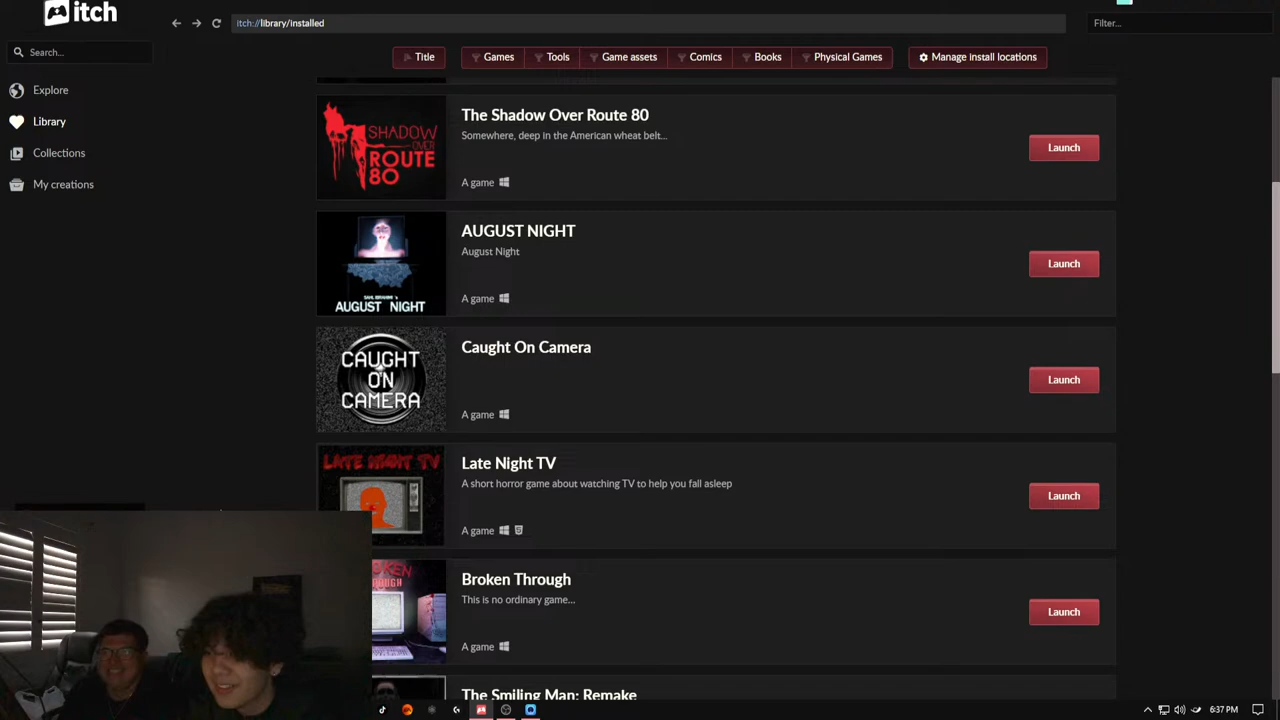 itch
itch://library/installed
Filter...
Search...
Title
Games
Tools
Game assets
Comics
Books
Physical Games
Manage install locations
Explore
Library
Collections
My creations
SHADOW
OVER
ROUTE
80
The Shadow Over Route 80
Somewhere, deep in the American wheat belt...
A game
Launch
AUGUST NIGHT
AUGUST NIGHT
August Night
A game
Launch
CAUGHT
ON
CAMERA
Caught On Camera
A game
Launch
LATE NIGHT TV
Late Night TV
A short horror game about watching TV to help you fall asleep
A game
Launch
Broken Through
This is no ordinary game...
A game
Launch
The Smiling Man: Remake
6:37 PM